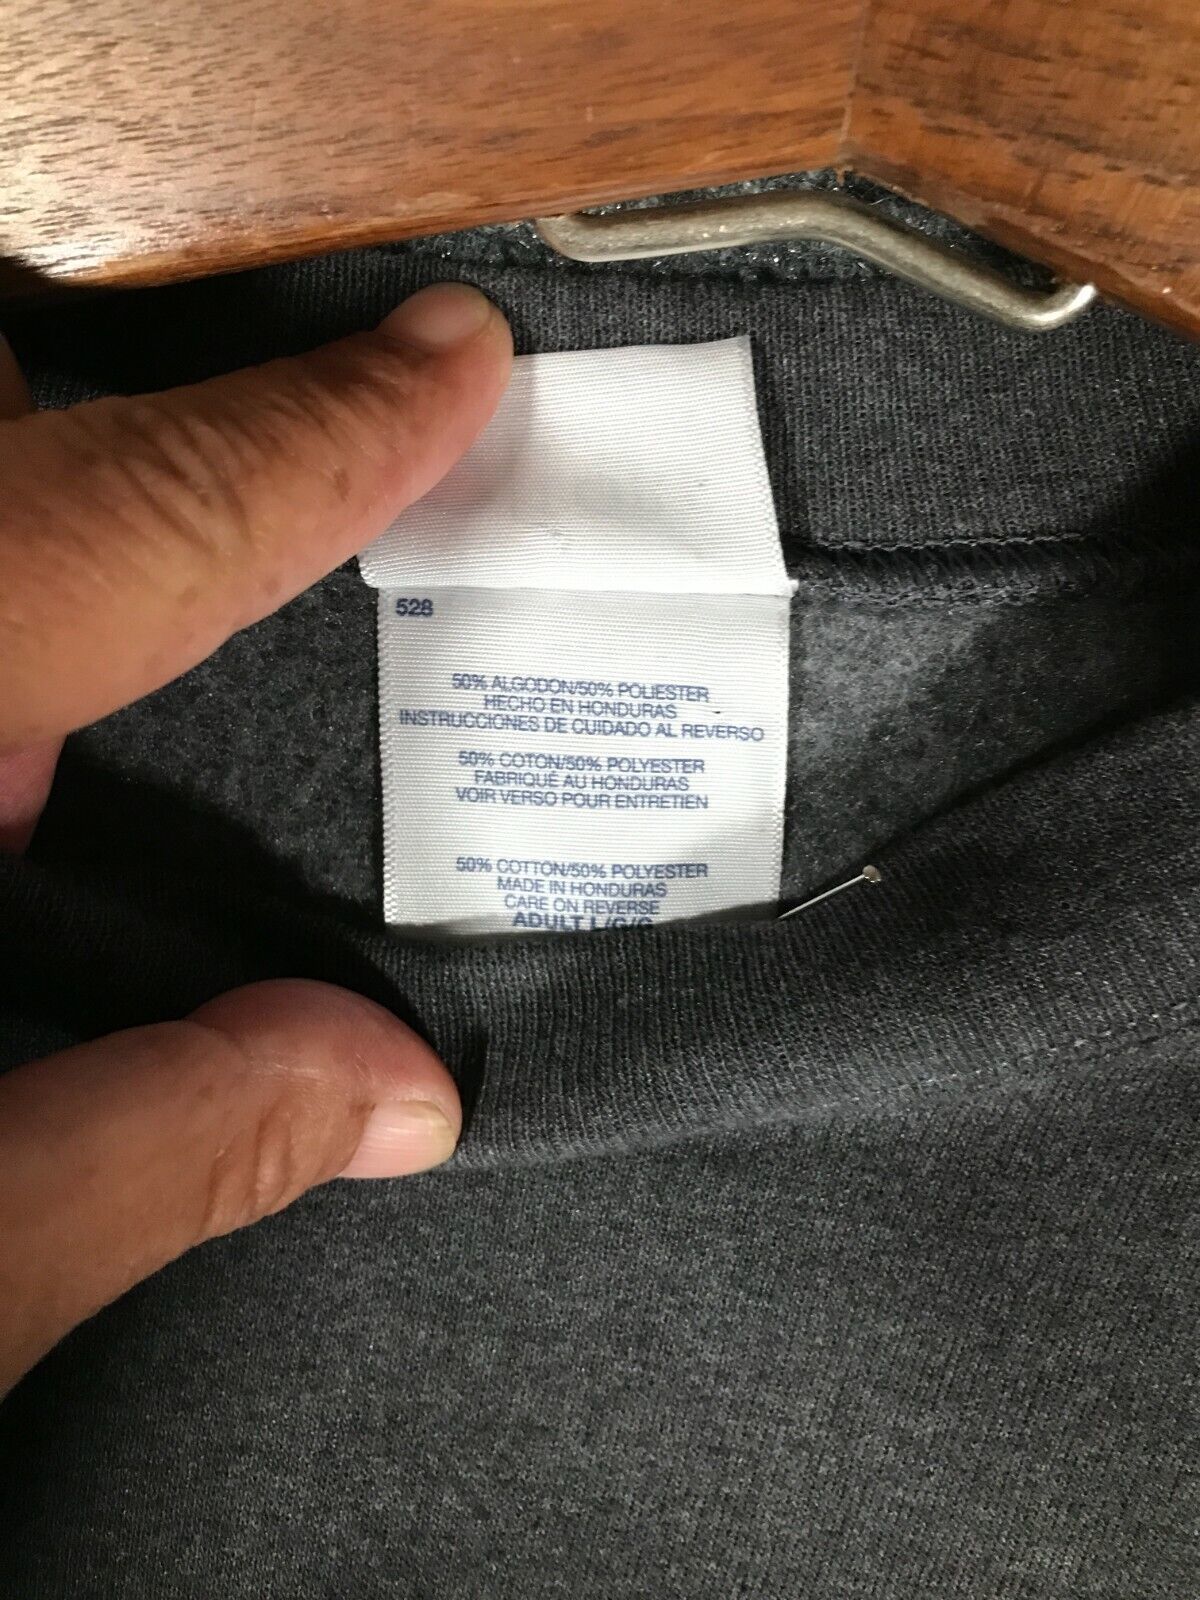 528
50% ALGODON/50% POLIESTER
HECHO EN HONDURAS
INSTRUCCIONES DE CUIDADO AL REVERSO
50% COTON/50% POLYESTER
FABRIQUÉ AU HONDURAS
VOIR VERSO POUR ENTRETIEN
50% COTTON/50% POLYESTER
MADE IN HONDURAS
CARE ON REVERSE
ADULT L/G/G